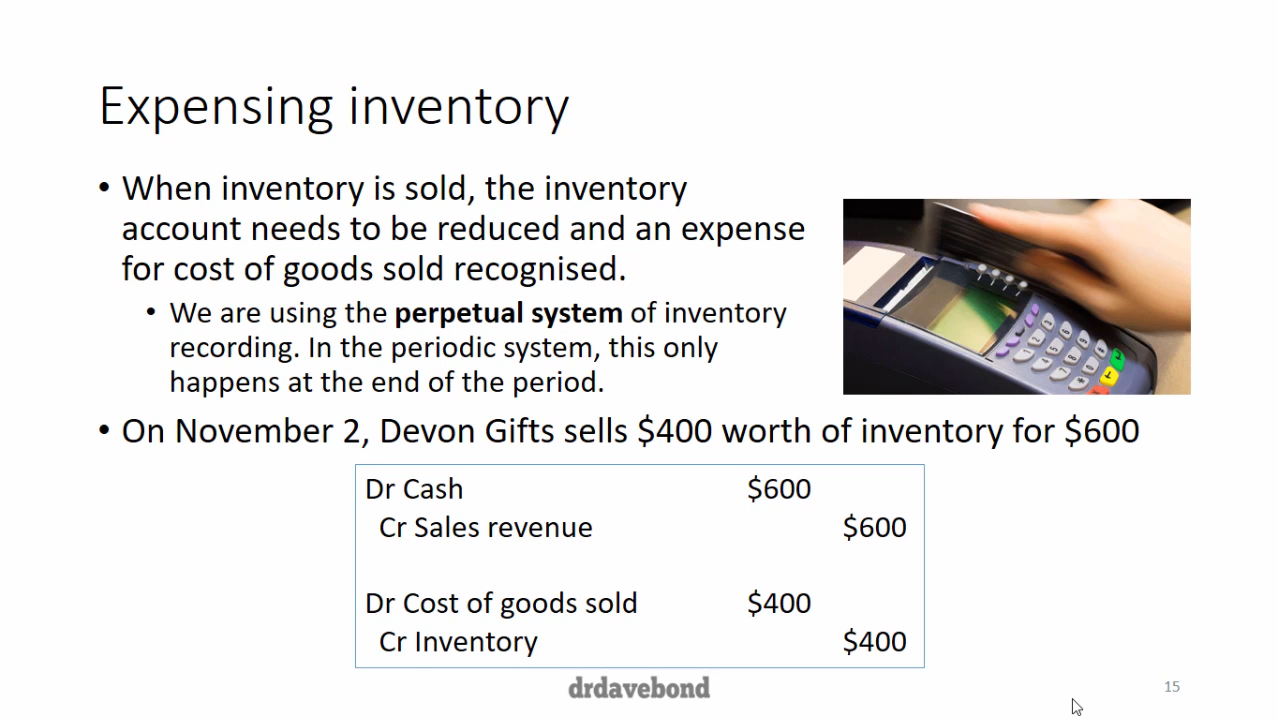 Expensing inventory
• When inventory is sold, the inventory
account needs to be reduced and an expense
for cost of goods sold recognised.
• We are using the perpetual system of inventory
recording. In the periodic system, this only
happens at the end of the period.
• On November 2, Devon Gifts sells $400 worth of inventory for $600
Dr Cash $600
Cr Sales revenue $600
Dr Cost of goods sold $400
Cr Inventory $400
drdavebond
15